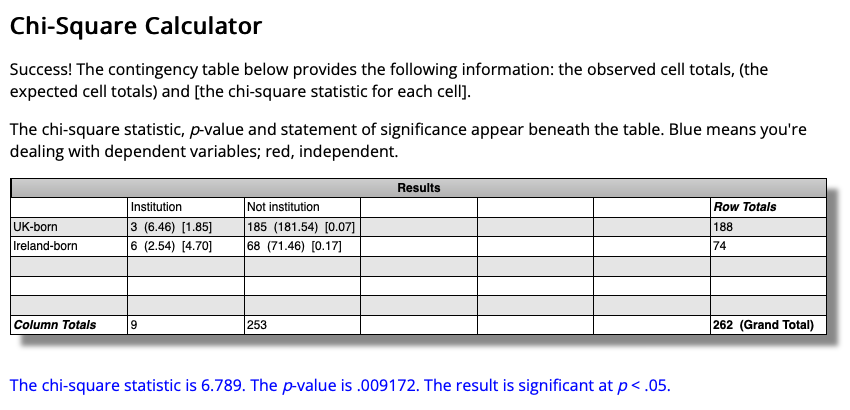 Chi-Square Calculator
Success! The contingency table below provides the following information: the observed cell totals, (the
expected cell totals) and [the chi-square statistic for each cell].
The chi-square statistic, p-value and statement of significance appear beneath the table. Blue means you're
dealing with dependent variables; red, independent.
Results
Institution Not institution Row Totals
UK-born 3 (6.46) [1.85] 185 (181.54) [0.07] 188
Ireland-born 6 (2.54) [4.70] 68 (71.46) [0.17] 74
Column Totals 9 253 262 (Grand Total)
The chi-square statistic is 6.789. The p-value is .009172. The result is significant at p < .05.